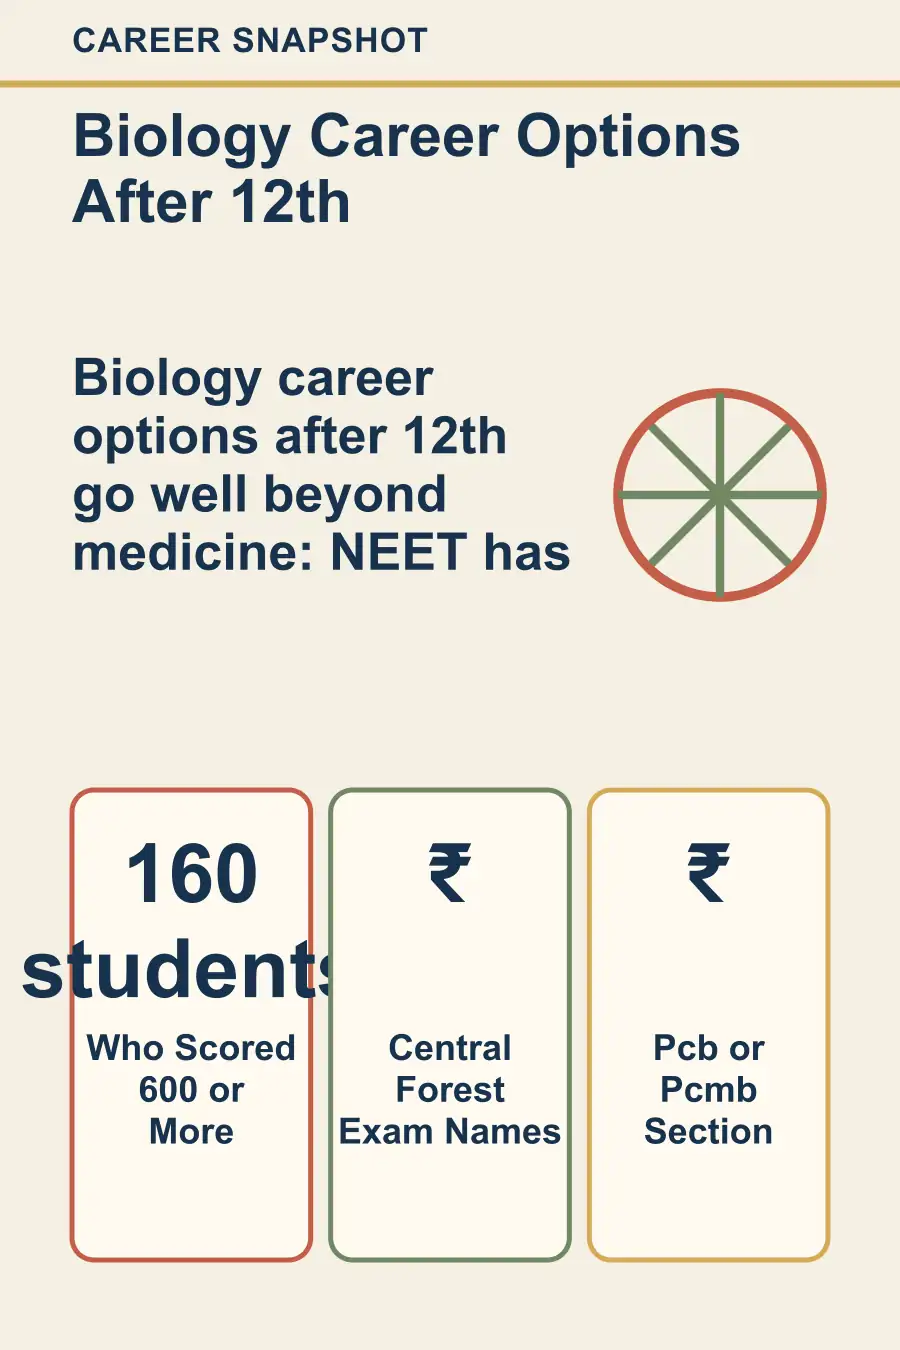 CAREER SNAPSHOT
Biology Career Options
After 12th
Biology career
options after 12th
go well beyond
medicine: NEET has
160
students
Who Scored
600 or
More
₹
Central
Forest
Exam Names
₹
Pcb or
Pcmb
Section